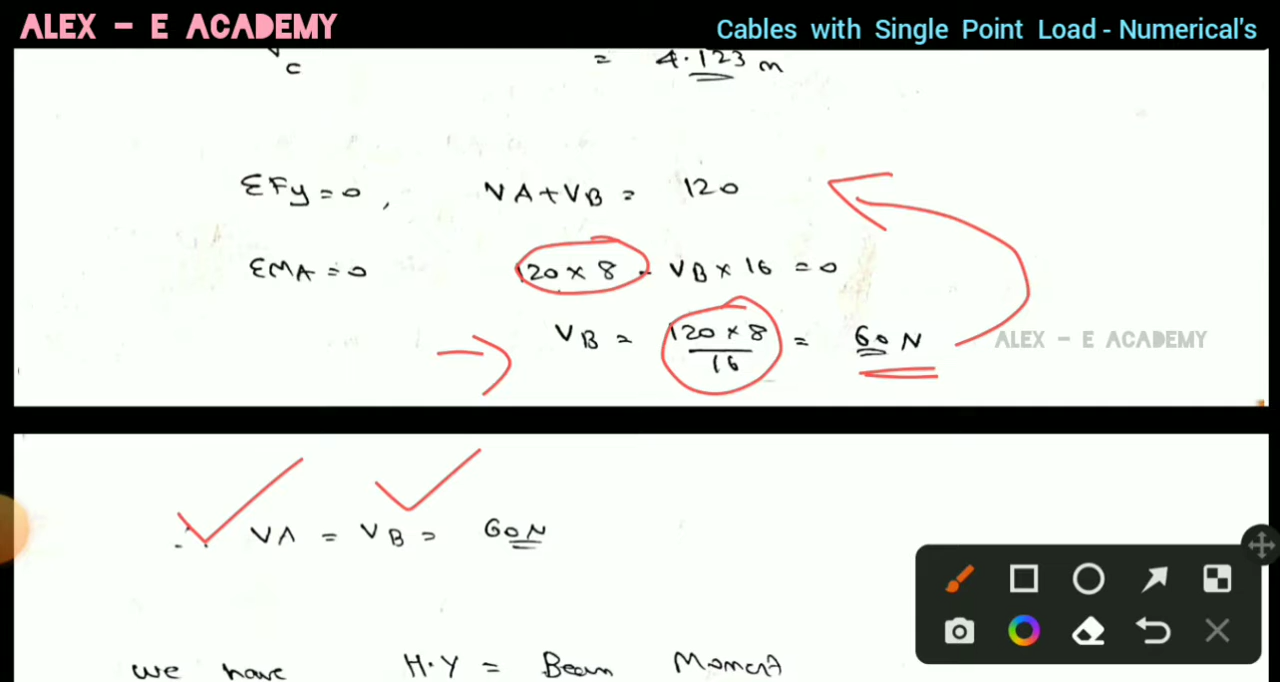 ALEX - E ACADEMY
Cables with Single Point Load - Numerical's
c
= 4.123 m
ΣFy = 0, VA + VB = 120
ΣMA = 0 120 × 8 - VB × 16 = 0
VB = 120 × 8 / 16 = 60 N
ALEX - E ACADEMY
∴ VA = VB = 60 N
we have H.Y = Beam Moment